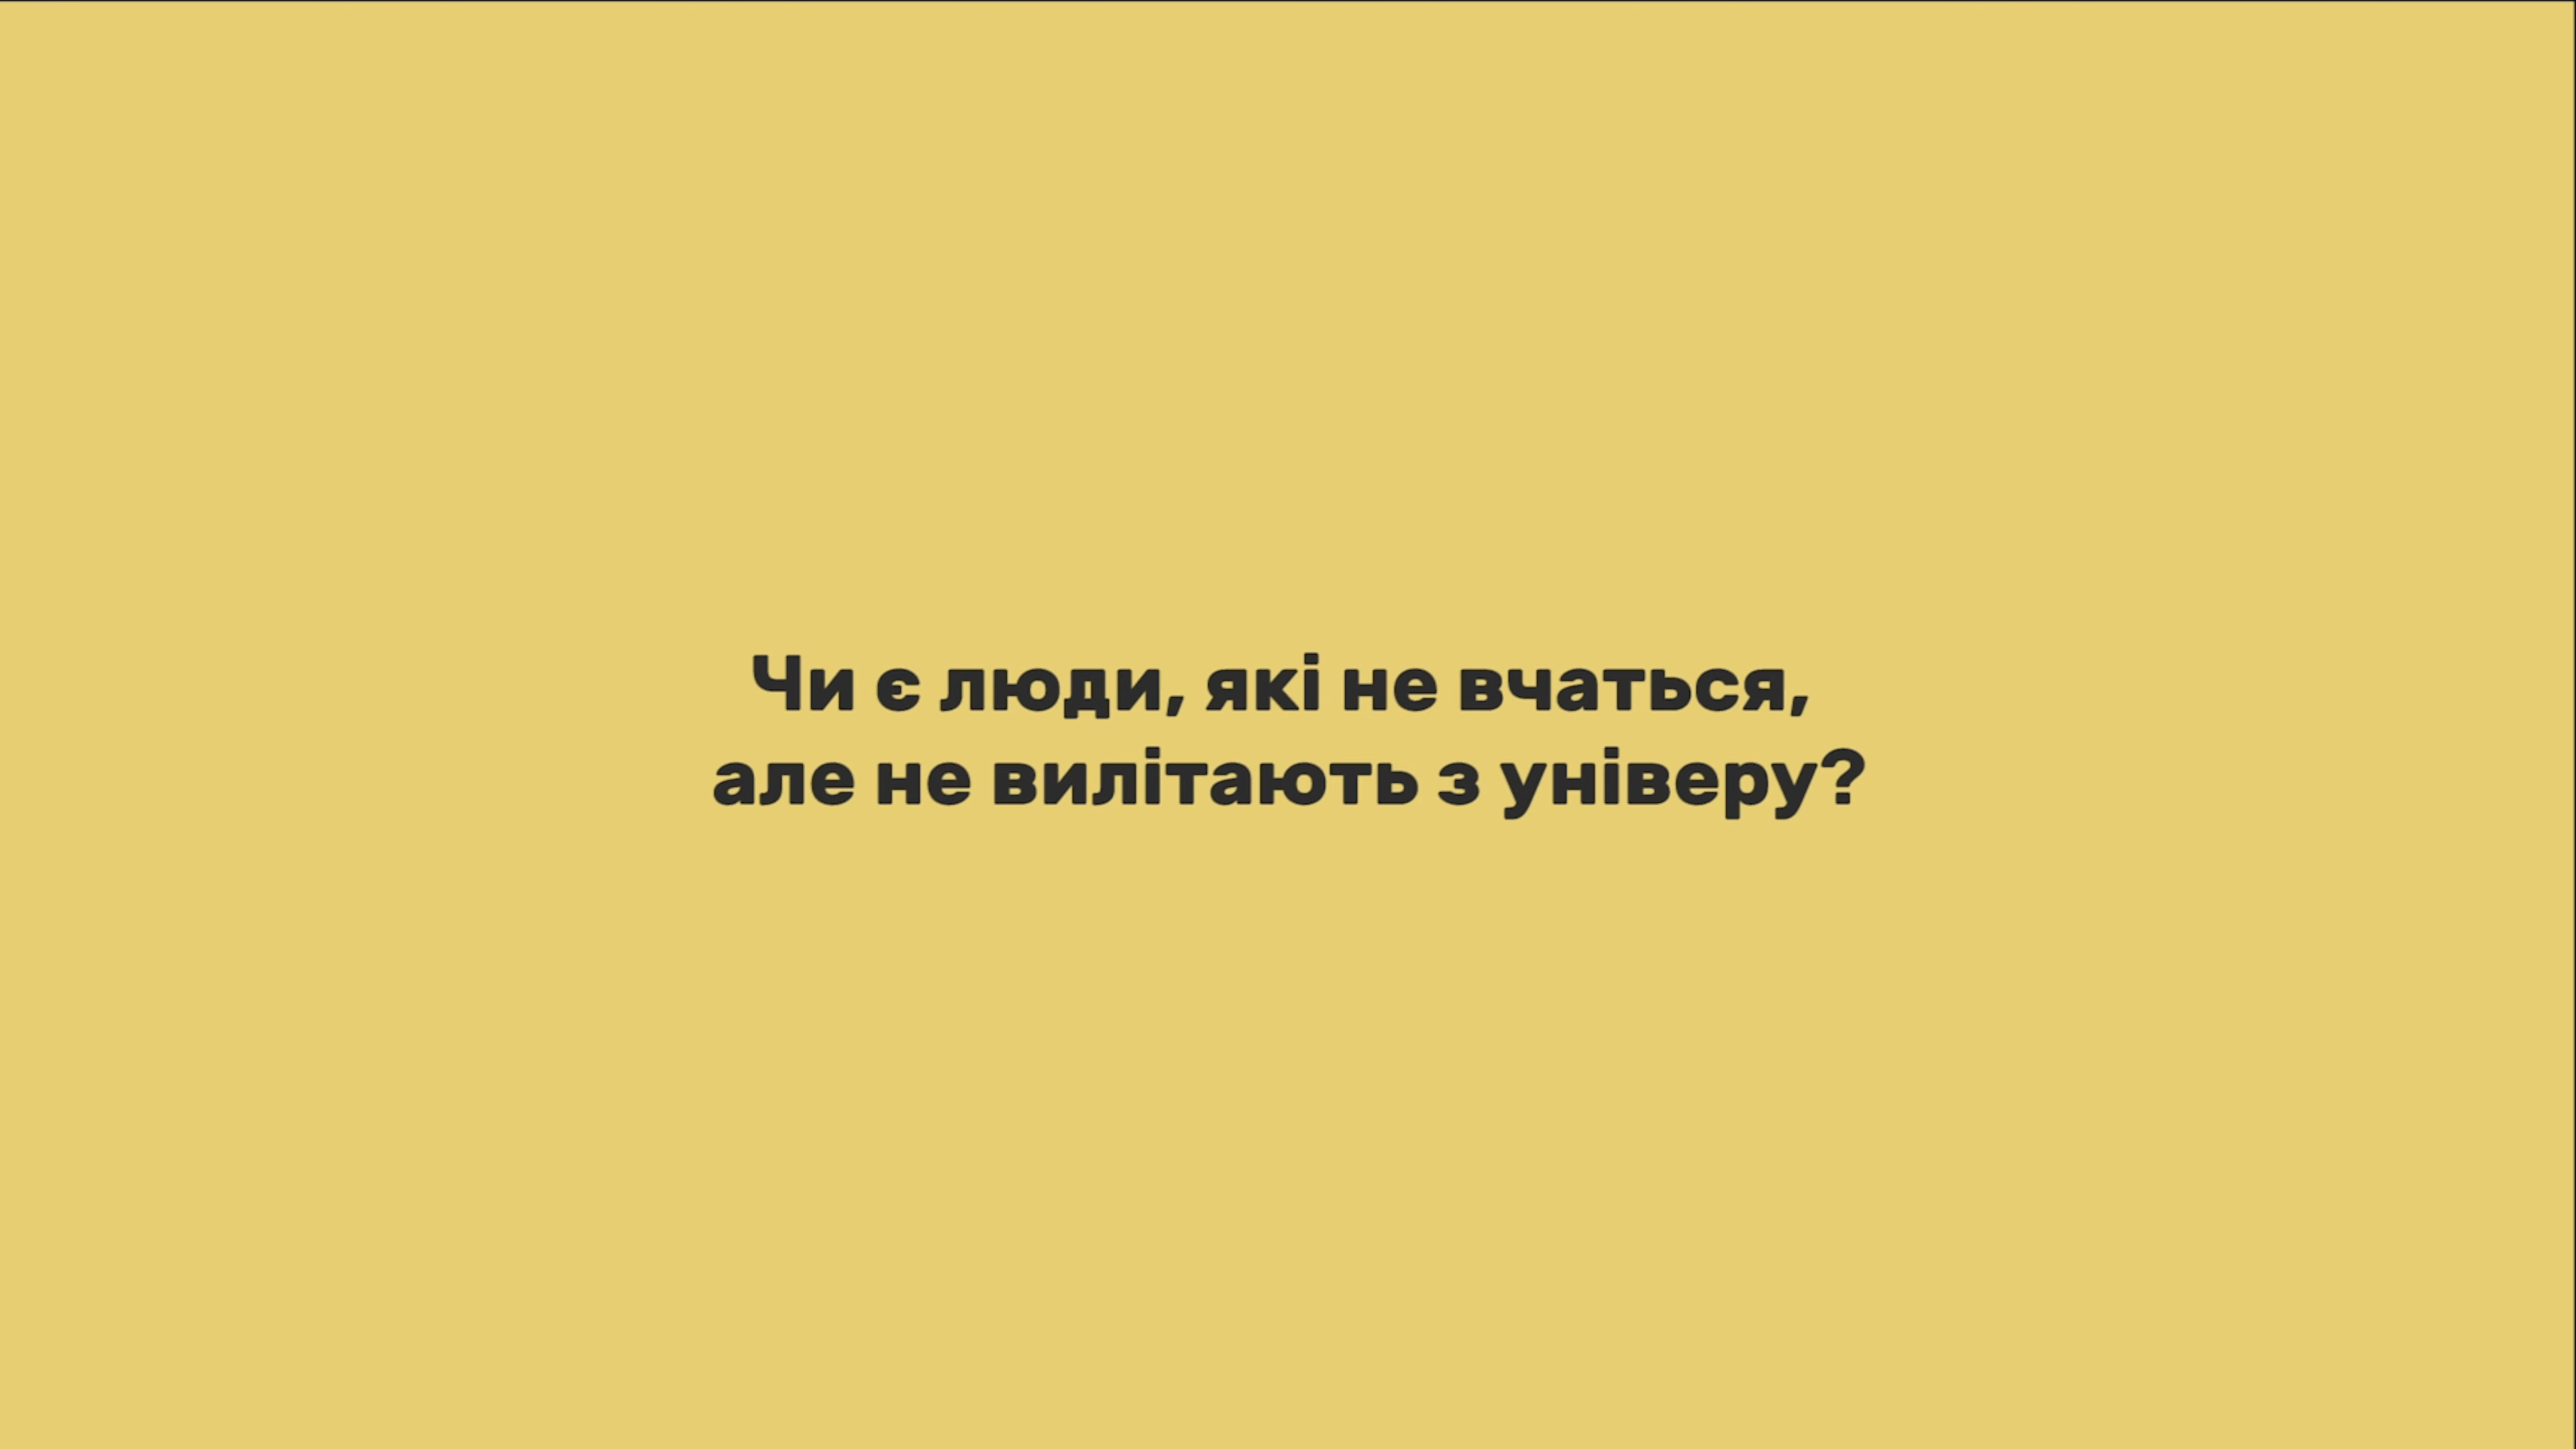 Чи є люди, які не вчаться,
але не вилітають з універу?